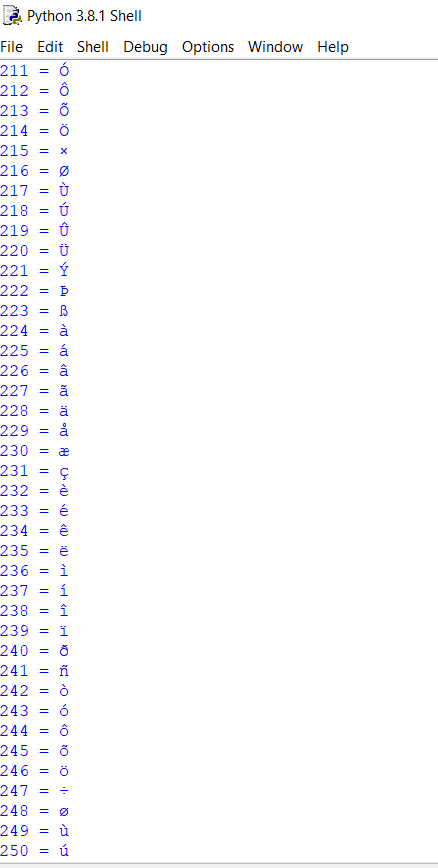 Python 3.8.1 Shell
File Edit Shell Debug Options Window Help
211 = Ó
212 = Ô
213 = Õ
214 = Ö
215 = ×
216 = Ø
217 = Ù
218 = Ú
219 = Û
220 = Ü
221 = Ý
222 = Þ
223 = ß
224 = à
225 = á
226 = â
227 = ã
228 = ä
229 = å
230 = æ
231 = ç
232 = è
233 = é
234 = ê
235 = ë
236 = ì
237 = í
238 = î
239 = ï
240 = ð
241 = ñ
242 = ò
243 = ó
244 = ô
245 = õ
246 = ö
247 = ÷
248 = ø
249 = ù
250 = ú